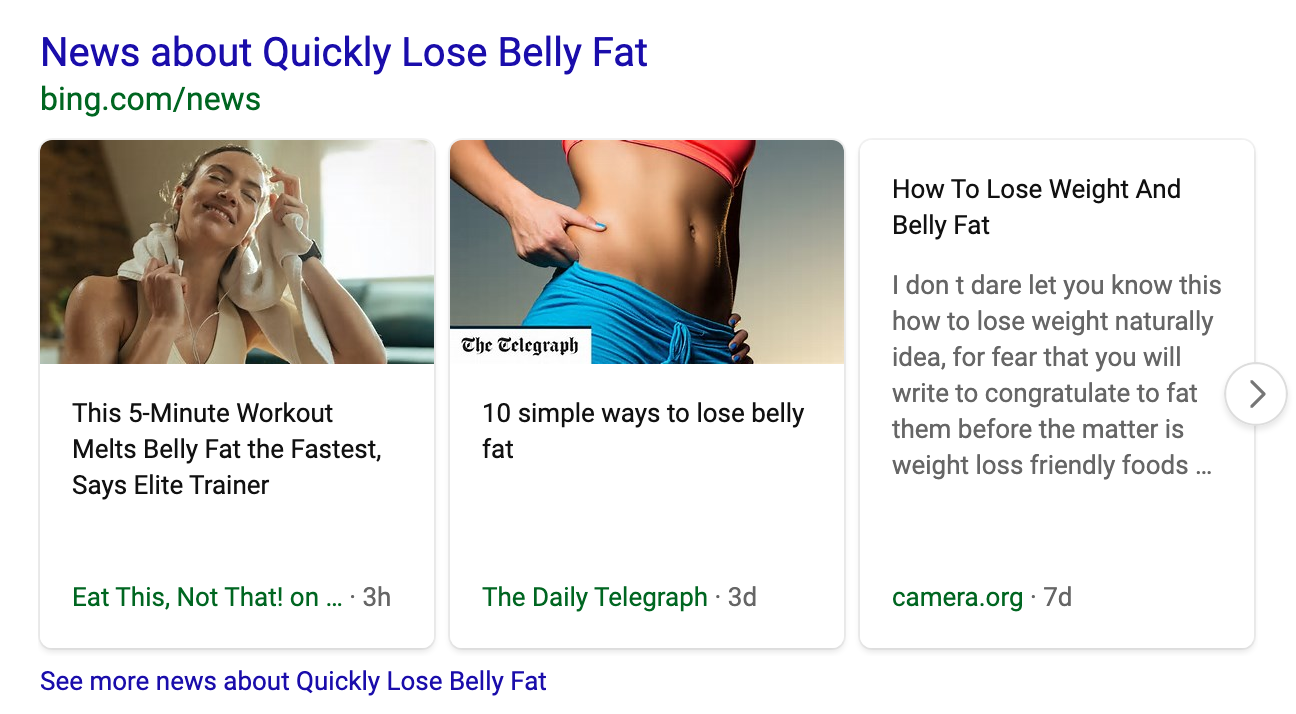 News about Quickly Lose Belly Fat
bing.com/news
The Telegraph
This 5-Minute Workout
Melts Belly Fat the Fastest,
Says Elite Trainer
Eat This, Not That! on ... · 3h
10 simple ways to lose belly
fat
The Daily Telegraph · 3d
How To Lose Weight And
Belly Fat
I don t dare let you know this
how to lose weight naturally
idea, for fear that you will
write to congratulate to fat
them before the matter is
weight loss friendly foods ...
camera.org · 7d
See more news about Quickly Lose Belly Fat